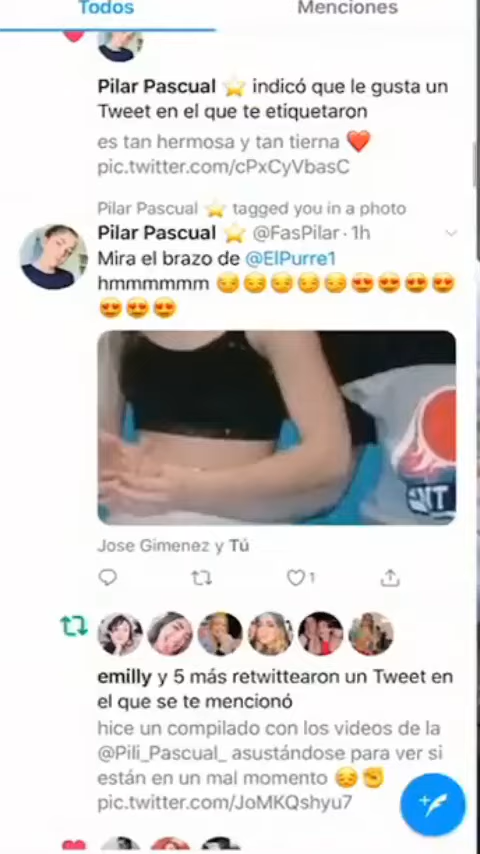 Todos Menciones
Pilar Pascual ⭐ indicó que le gusta un
Tweet en el que te etiquetaron
es tan hermosa y tan tierna ❤️
pic.twitter.com/cPxCyVbasC
Pilar Pascual ⭐ tagged you in a photo
Pilar Pascual ⭐ @FasPilar · 1h
Mira el brazo de @ElPurre1
hmmmmmm 😏😏😏😏😏😍😍😍😍
😍😍😍
Jose Gimenez y Tú
1
emilly y 5 más retwittearon un Tweet en
el que se te mencionó
hice un compilado con los videos de la
@Pili_Pascual_ asustándose para ver si
están en un mal momento 😔✊
pic.twitter.com/JoMKQshyu7